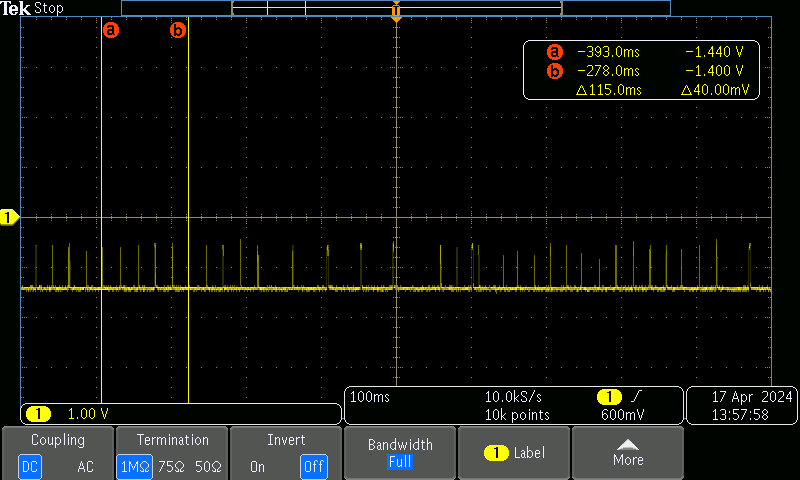 Tek Stop
T
a b
a -393.0ms -1.440 V
b -278.0ms -1.400 V
Δ115.0ms Δ40.00mV
1
1 1.00 V
100ms 10.0kS/s 1 /
10k points 600mV
17 Apr 2024
13:57:58
Coupling
DC AC
Termination
1MΩ 75Ω 50Ω
Invert
On Off
Bandwidth
Full
1 Label
More